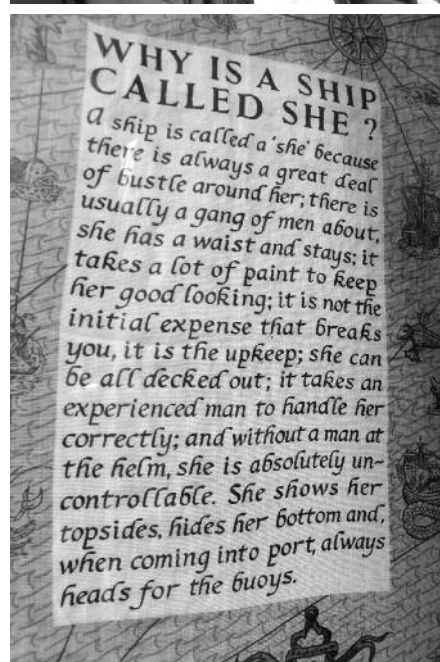 WHY IS A SHIP
CALLED SHE ?
a ship is called a 'she' because
there is always a great deal
of bustle around her; there is
usually a gang of men about,
she has a waist and stays; it
takes a lot of paint to keep
her good looking; it is not the
initial expense that breaks
you, it is the upkeep; she can
be all decked out; it takes an
experienced man to handle her
correctly; and without a man at
the helm, she is absolutely un-
controllable. She shows her
topsides, hides her bottom and,
when coming into port, always
heads for the buoys.